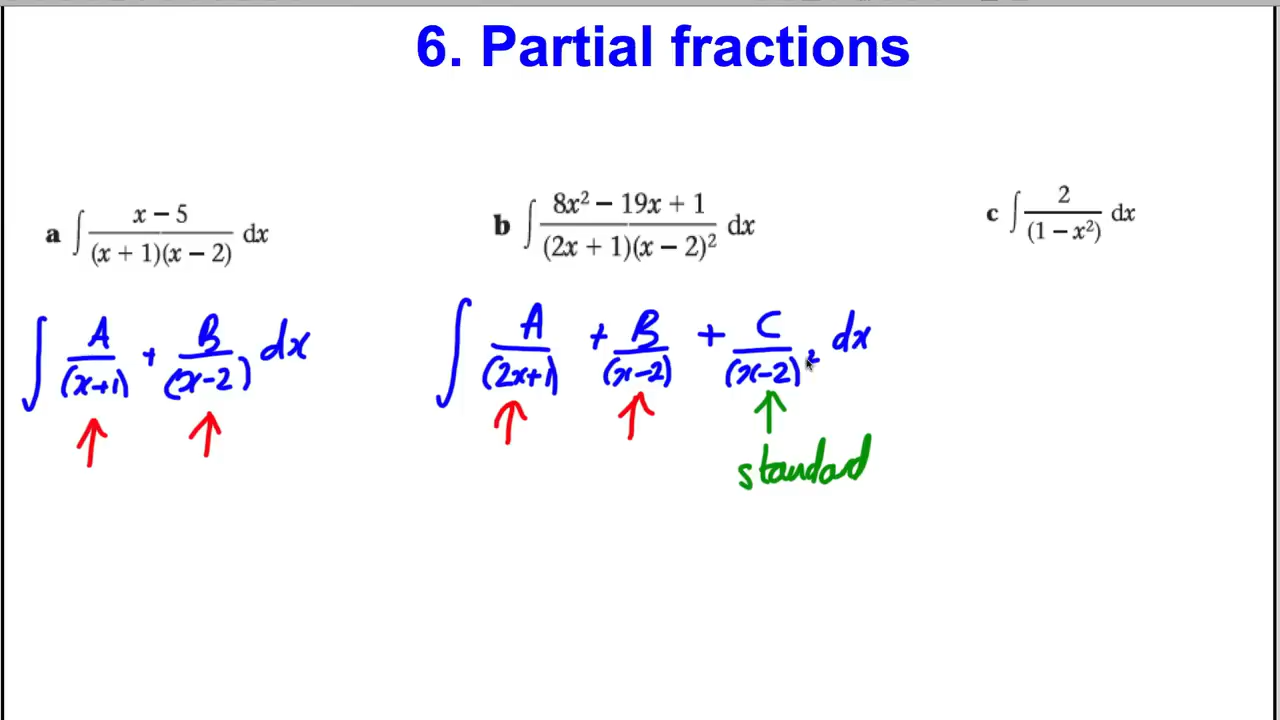 6. Partial fractions
a ∫ (x − 5)/((x + 1)(x − 2)) dx
b ∫ (8x² − 19x + 1)/((2x + 1)(x − 2)²) dx
c ∫ 2/((1 − x²)) dx
∫ A/(x+1) + B/(x−2) dx
∫ A/(2x+1) + B/(x−2) + C/(x−2)² dx
standard